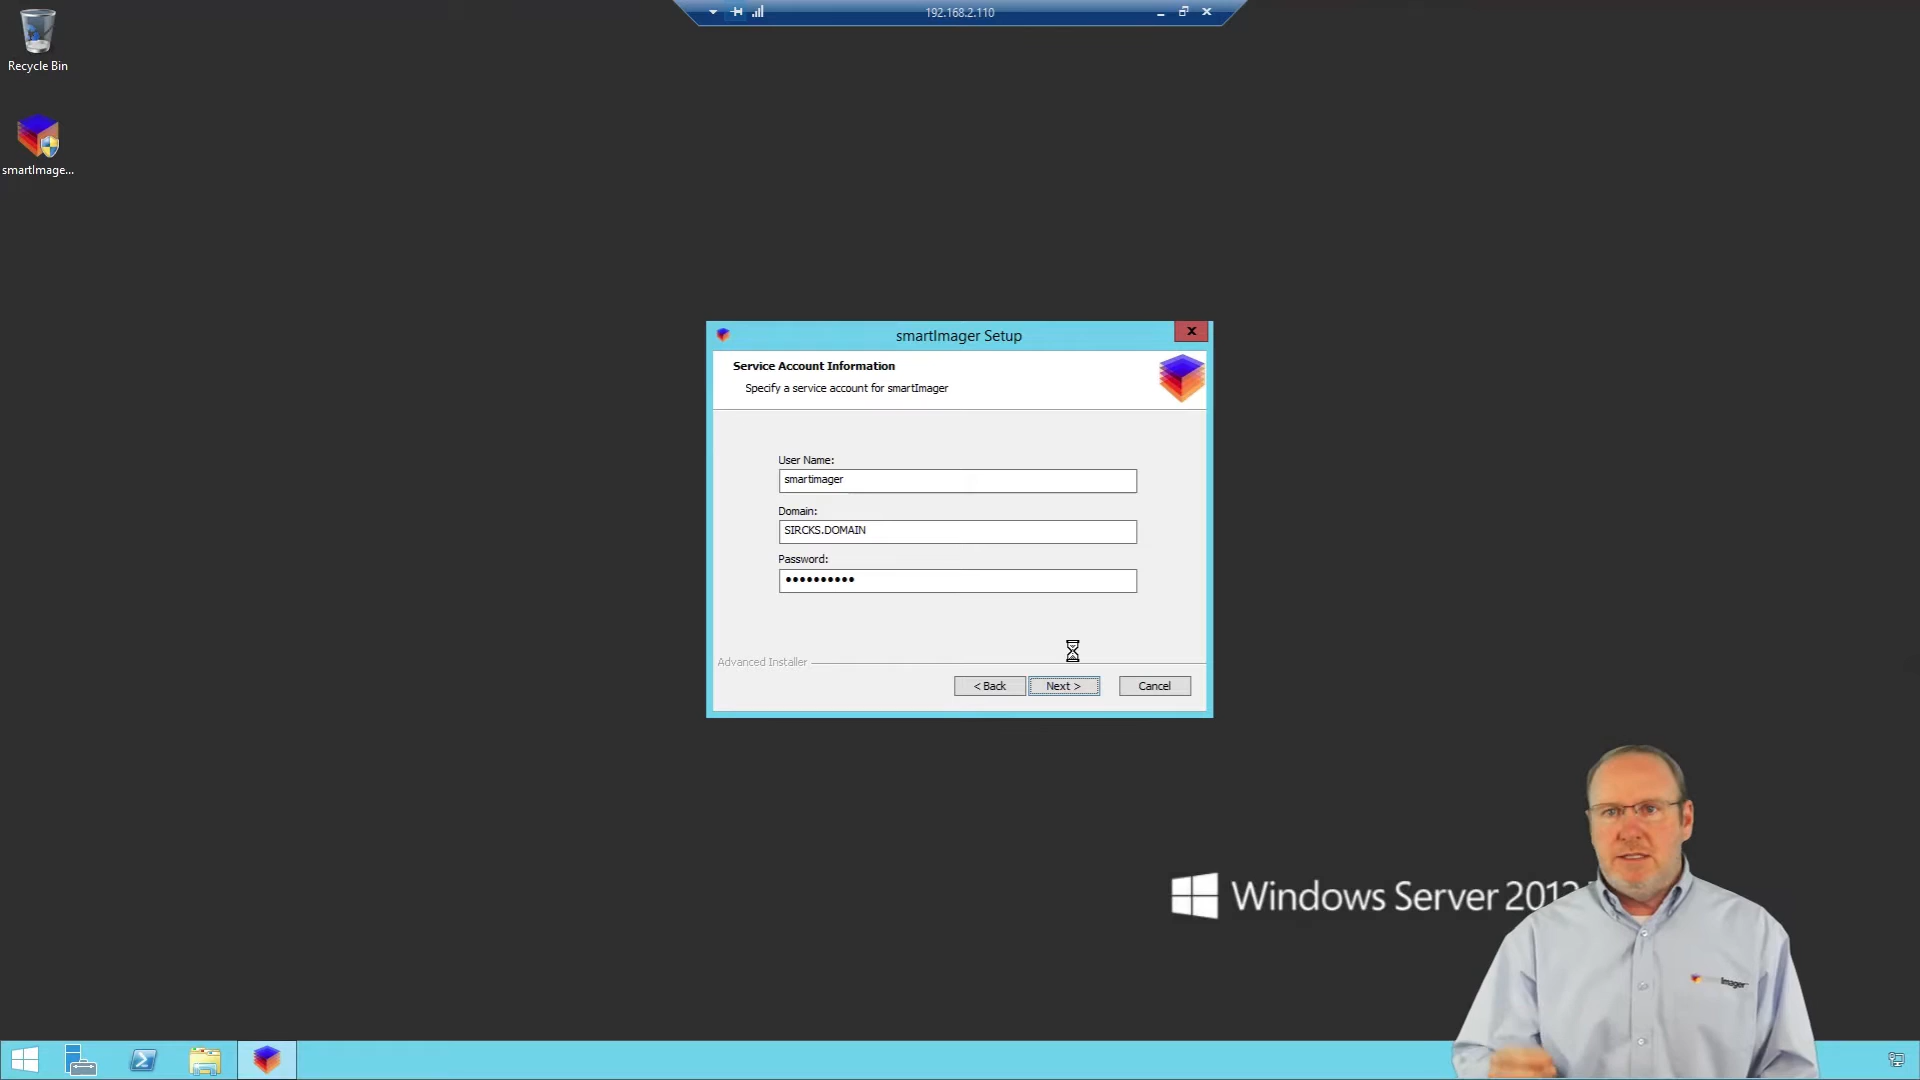 192.168.2.110
Recycle Bin
smartImage...
smartImager Setup
x
Service Account Information
Specify a service account for smartImager
User Name:
smartimager
Domain:
SIRCKS.DOMAIN
Password:
••••••••••
Advanced Installer
< Back
Next >
Cancel
Windows Server 2012
Imager